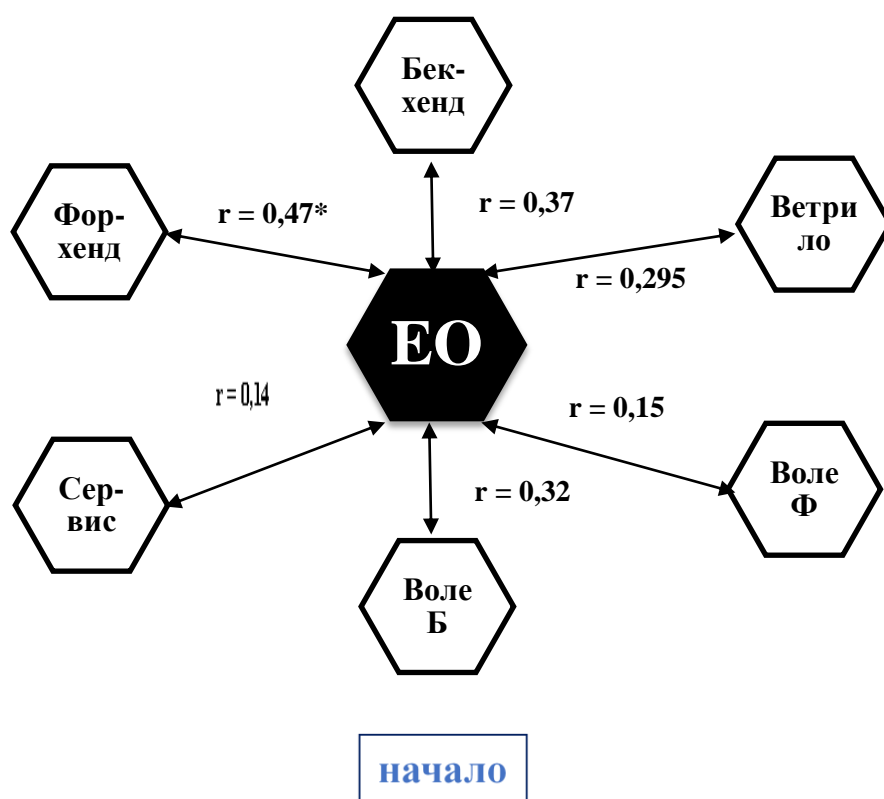 Бек-
хенд
Фор-
хенд
r = 0,47*
r = 0,37
Ветри
ло
r = 0,295
ЕО
r = 0,14
r = 0,15
Сер-
вис
r = 0,32
Воле
Ф
Воле
Б
начало